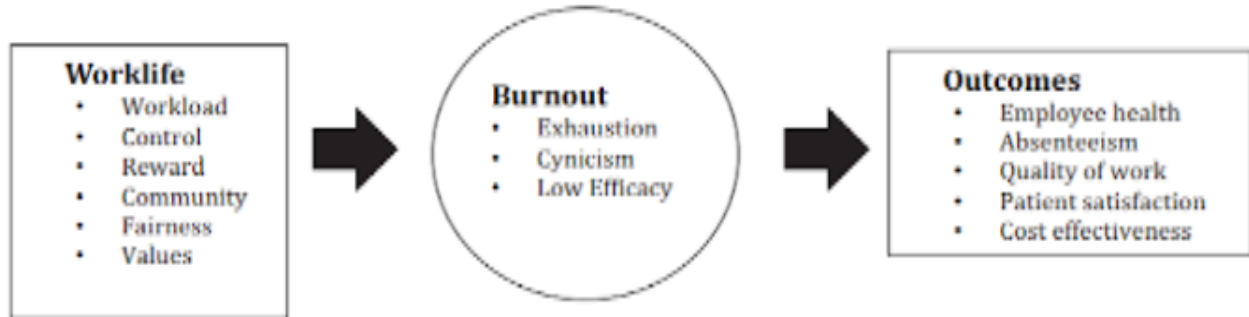 Worklife
• Workload
• Control
• Reward
• Community
• Fairness
• Values
Burnout
• Exhaustion
• Cynicism
• Low Efficacy
Outcomes
• Employee health
• Absenteeism
• Quality of work
• Patient satisfaction
• Cost effectiveness